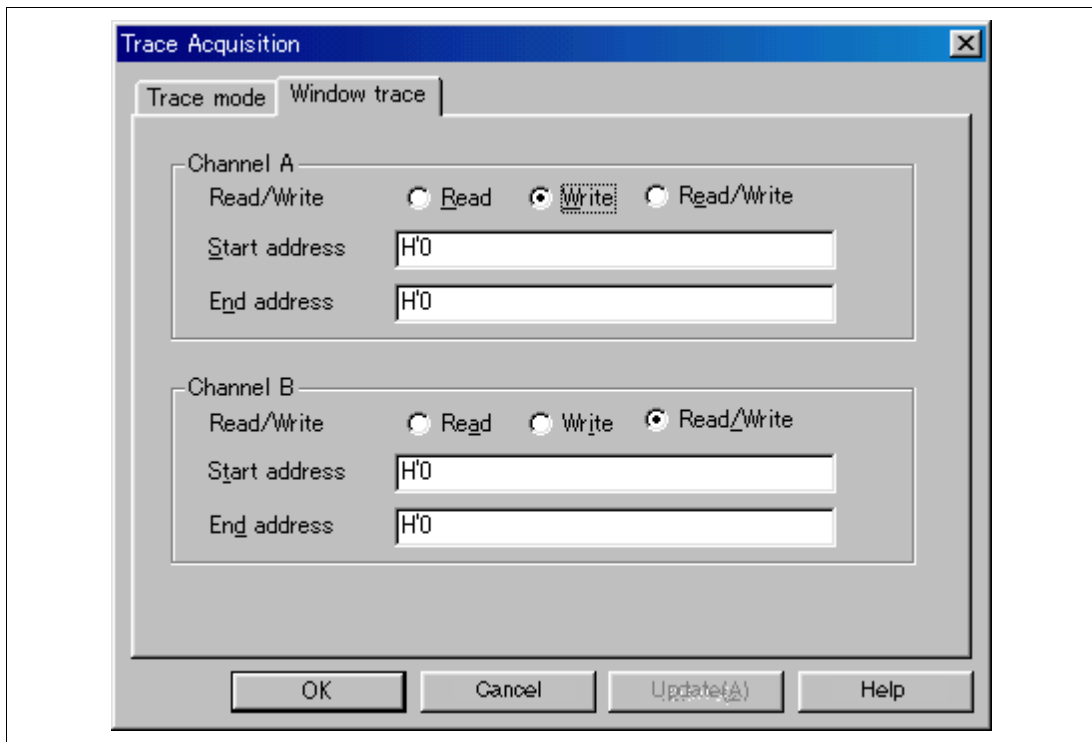 Trace Acquisition
Trace mode Window trace
Channel A
Read/Write Read Write Read/Write
Start address H'0
End address H'0
Channel B
Read/Write Read Write Read/Write
Start address H'0
End address H'0
OK Cancel Update(A) Help